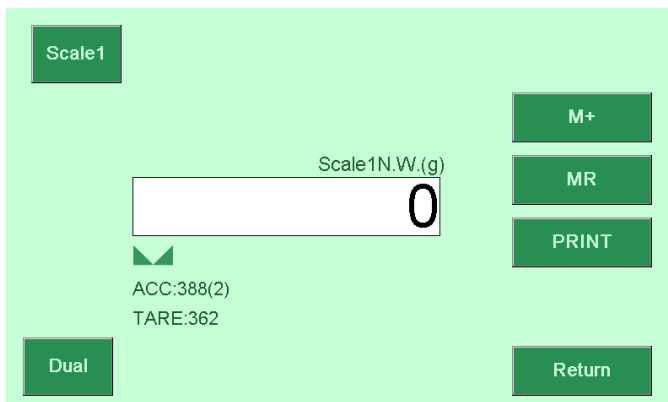 Scale1
M+
Scale1N.W.(g)
MR
0
PRINT
ACC:388(2)
TARE:362
Dual
Return